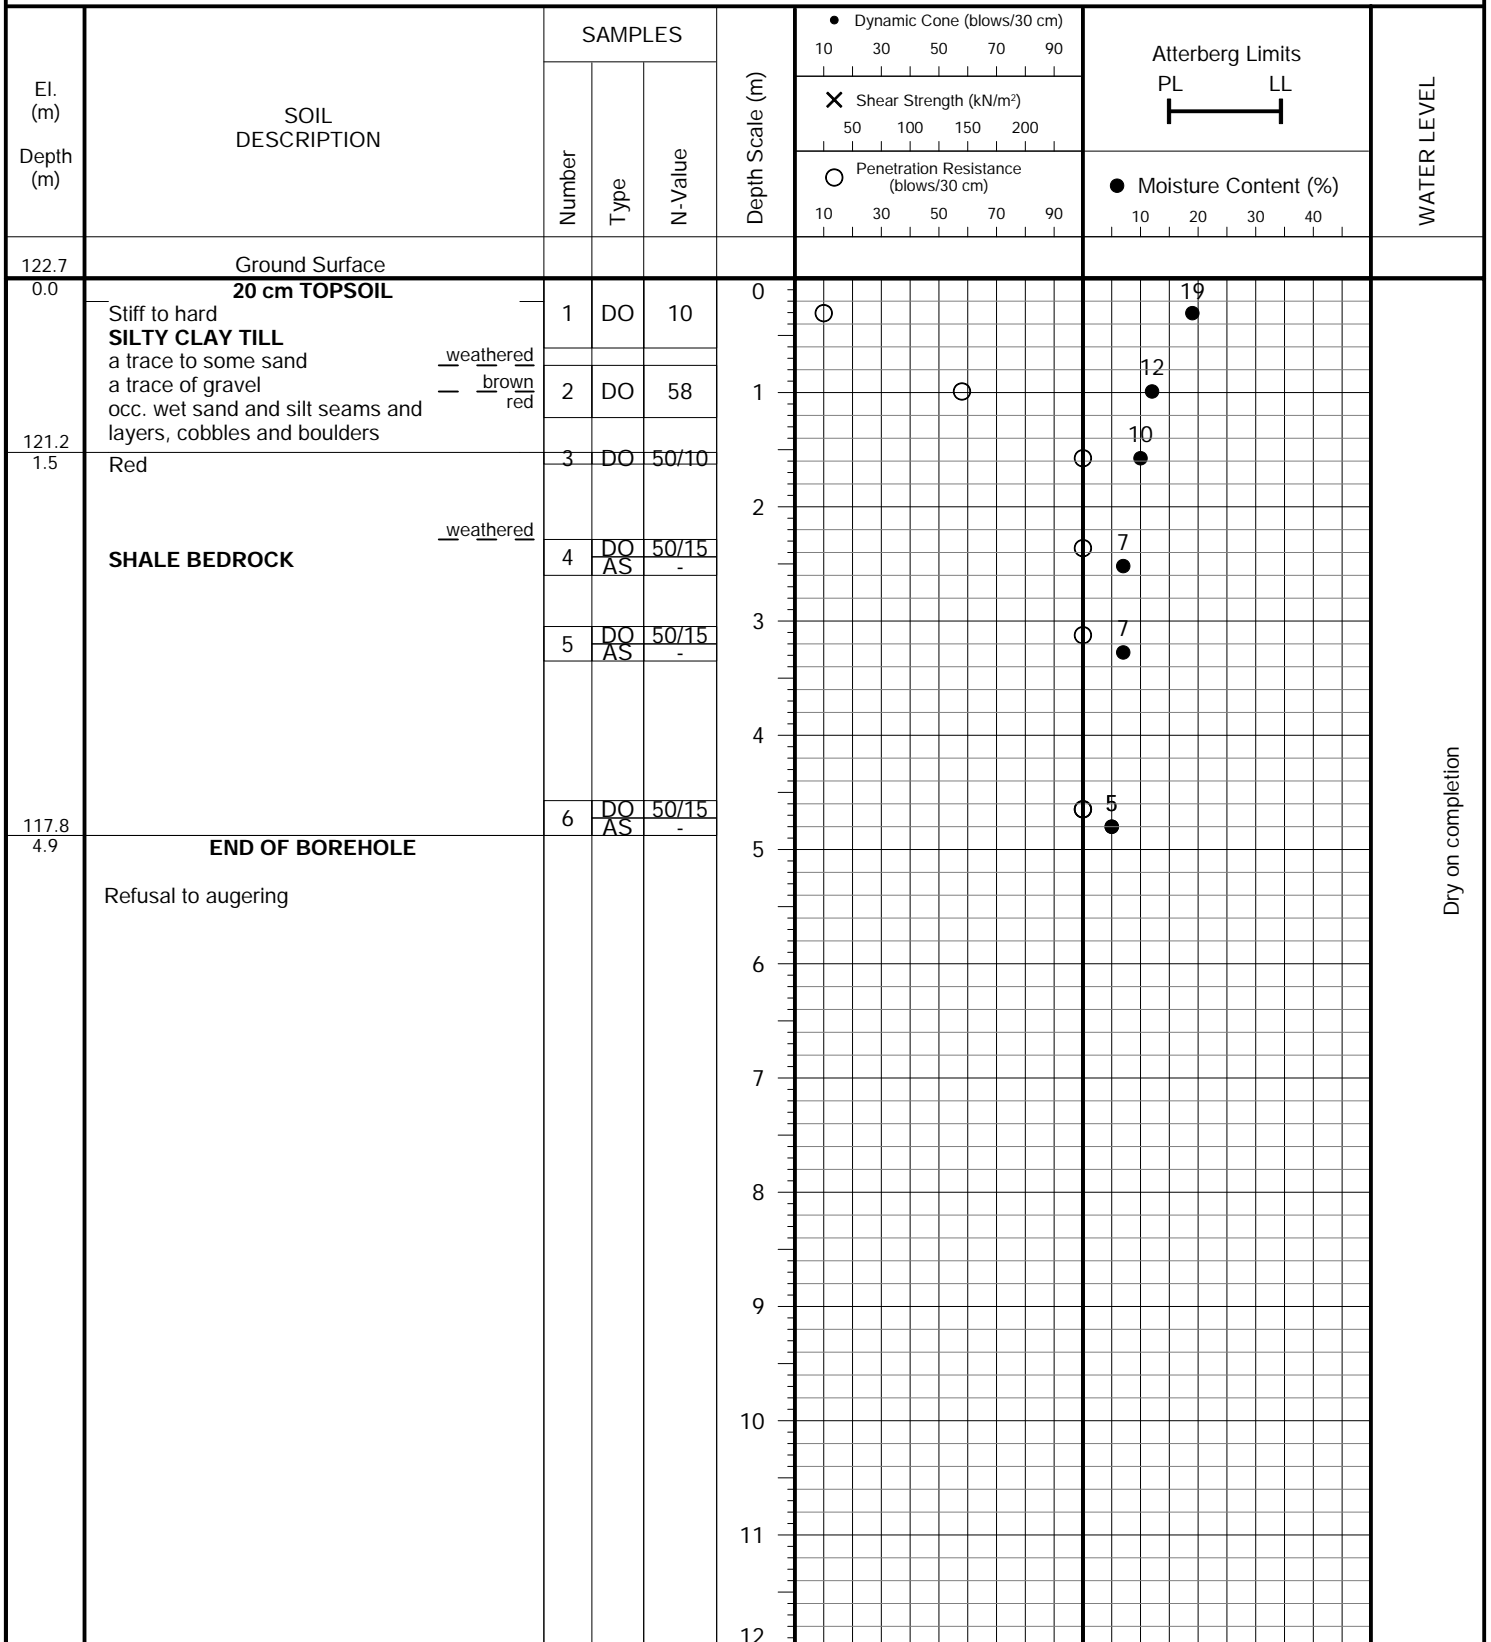 El.
(m)
Depth
(m)
SOIL
DESCRIPTION
SAMPLES
Number
Type
N-Value
Depth Scale (m)
Dynamic Cone (blows/30 cm)
10 30 50 70 90
Shear Strength (kN/m²)
50 100 150 200
Penetration Resistance
(blows/30 cm)
10 30 50 70 90
Atterberg Limits
PL LL
Moisture Content (%)
10 20 30 40
WATER LEVEL
122.7 Ground Surface
0.0 20 cm TOPSOIL 0 19
Stiff to hard 1 DO 10
SILTY CLAY TILL
a trace to some sand weathered 12
a trace of gravel brown 2 DO 58 1
occ. wet sand and silt seams and red
layers, cobbles and boulders 10
121.2
1.5 Red 3 DO 50/10
2
weathered
SHALE BEDROCK 4 DO 50/15 7
AS -
3
5 DO 50/15 7
AS -
4
6 DO 50/15 5
AS -
117.8
4.9 END OF BOREHOLE 5
Refusal to augering
Dry on completion
6
7
8
9
10
11
12